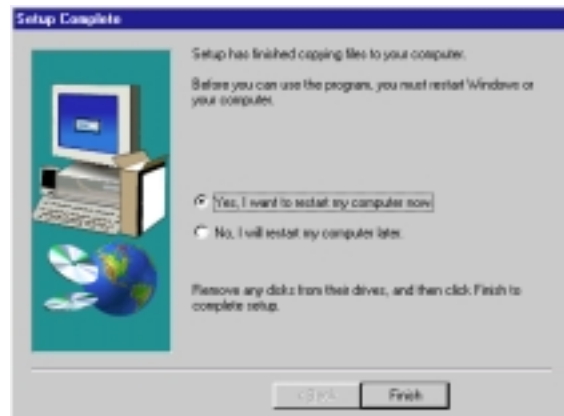 Setup Complete
Setup has finished copying files to your computer.
Before you can use the program, you must restart Windows or
your computer.
Yes, I want to restart my computer now.
No, I will restart my computer later.
Remove any disks from their drives, and then click Finish to
complete setup.
< Back
Finish